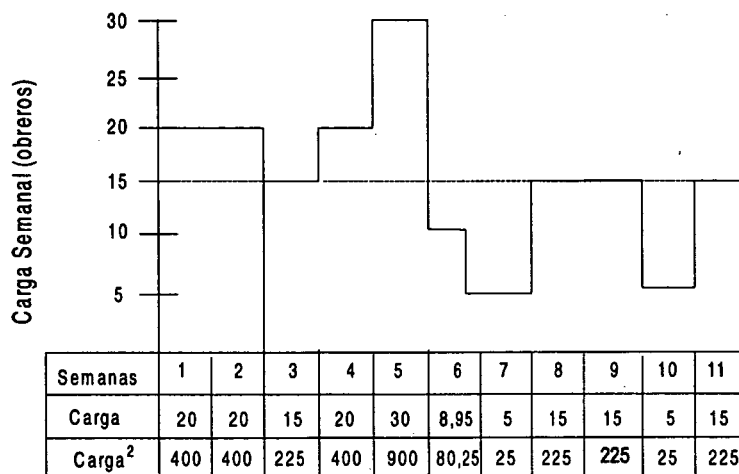 Carga Semanal (obreros)
30
25
20
15
10
5
Semanas 1 2 3 4 5 6 7 8 9 10 11
Carga 20 20 15 20 30 8,95 5 15 15 5 15
Carga² 400 400 225 400 900 80,25 25 225 225 25 225